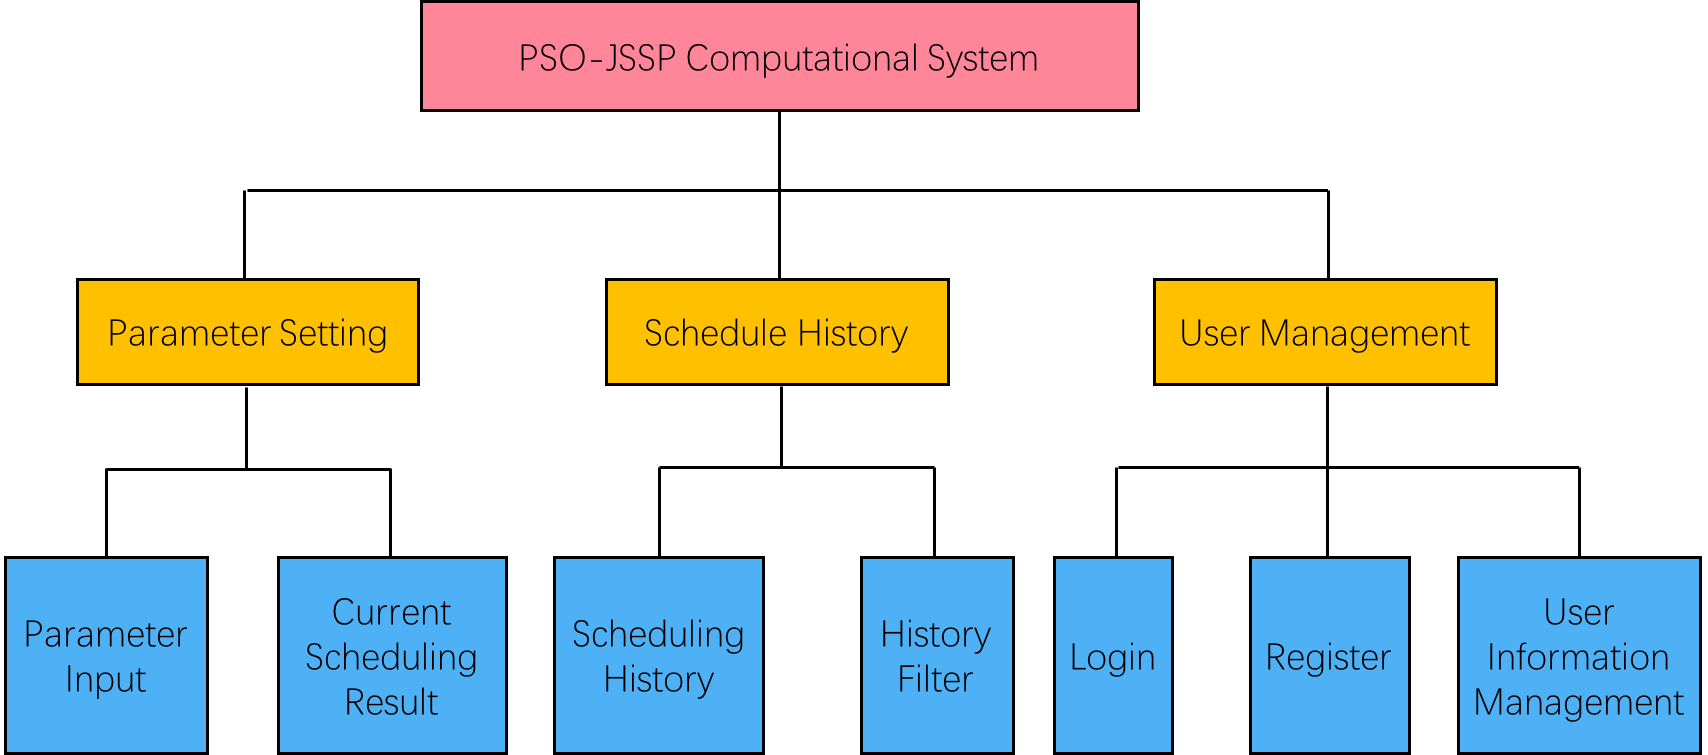 PSO-JSSP Computational System
Parameter Setting
Schedule History
User Management
Parameter
Input
Current
Scheduling
Result
Scheduling
History
History
Filter
Login
Register
User
Information
Management